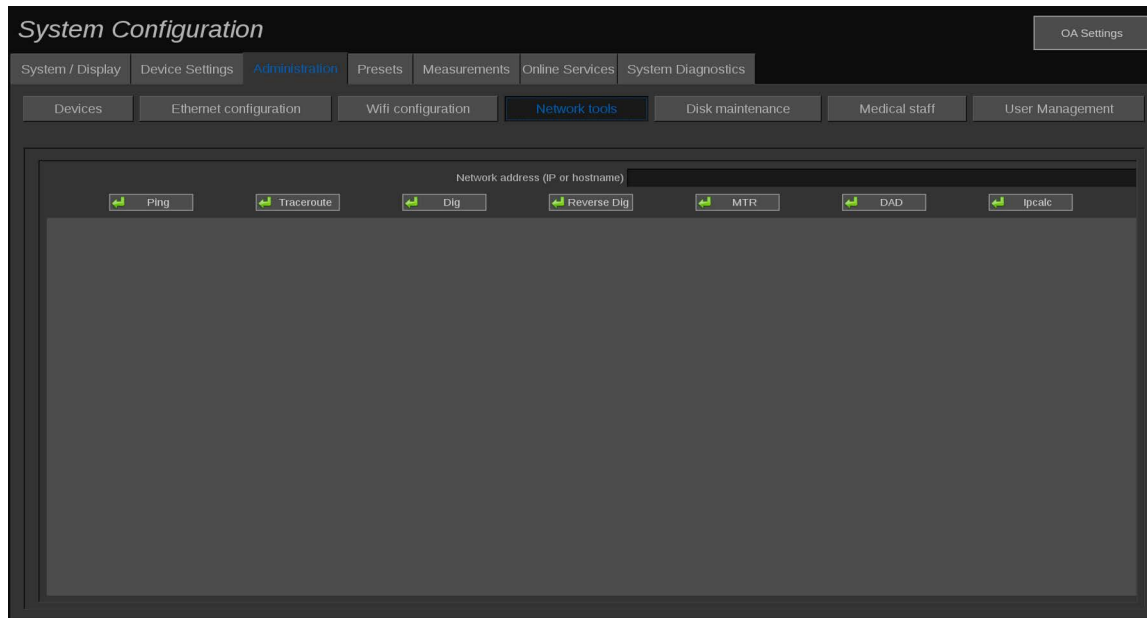 System Configuration
OA Settings
System / Display Device Settings Administration Presets Measurements Online Services System Diagnostics
Devices Ethernet configuration Wifi configuration Network tools Disk maintenance Medical staff User Management
Network address (IP or hostname)
Ping Traceroute Dig Reverse Dig MTR DAD Ipcalc